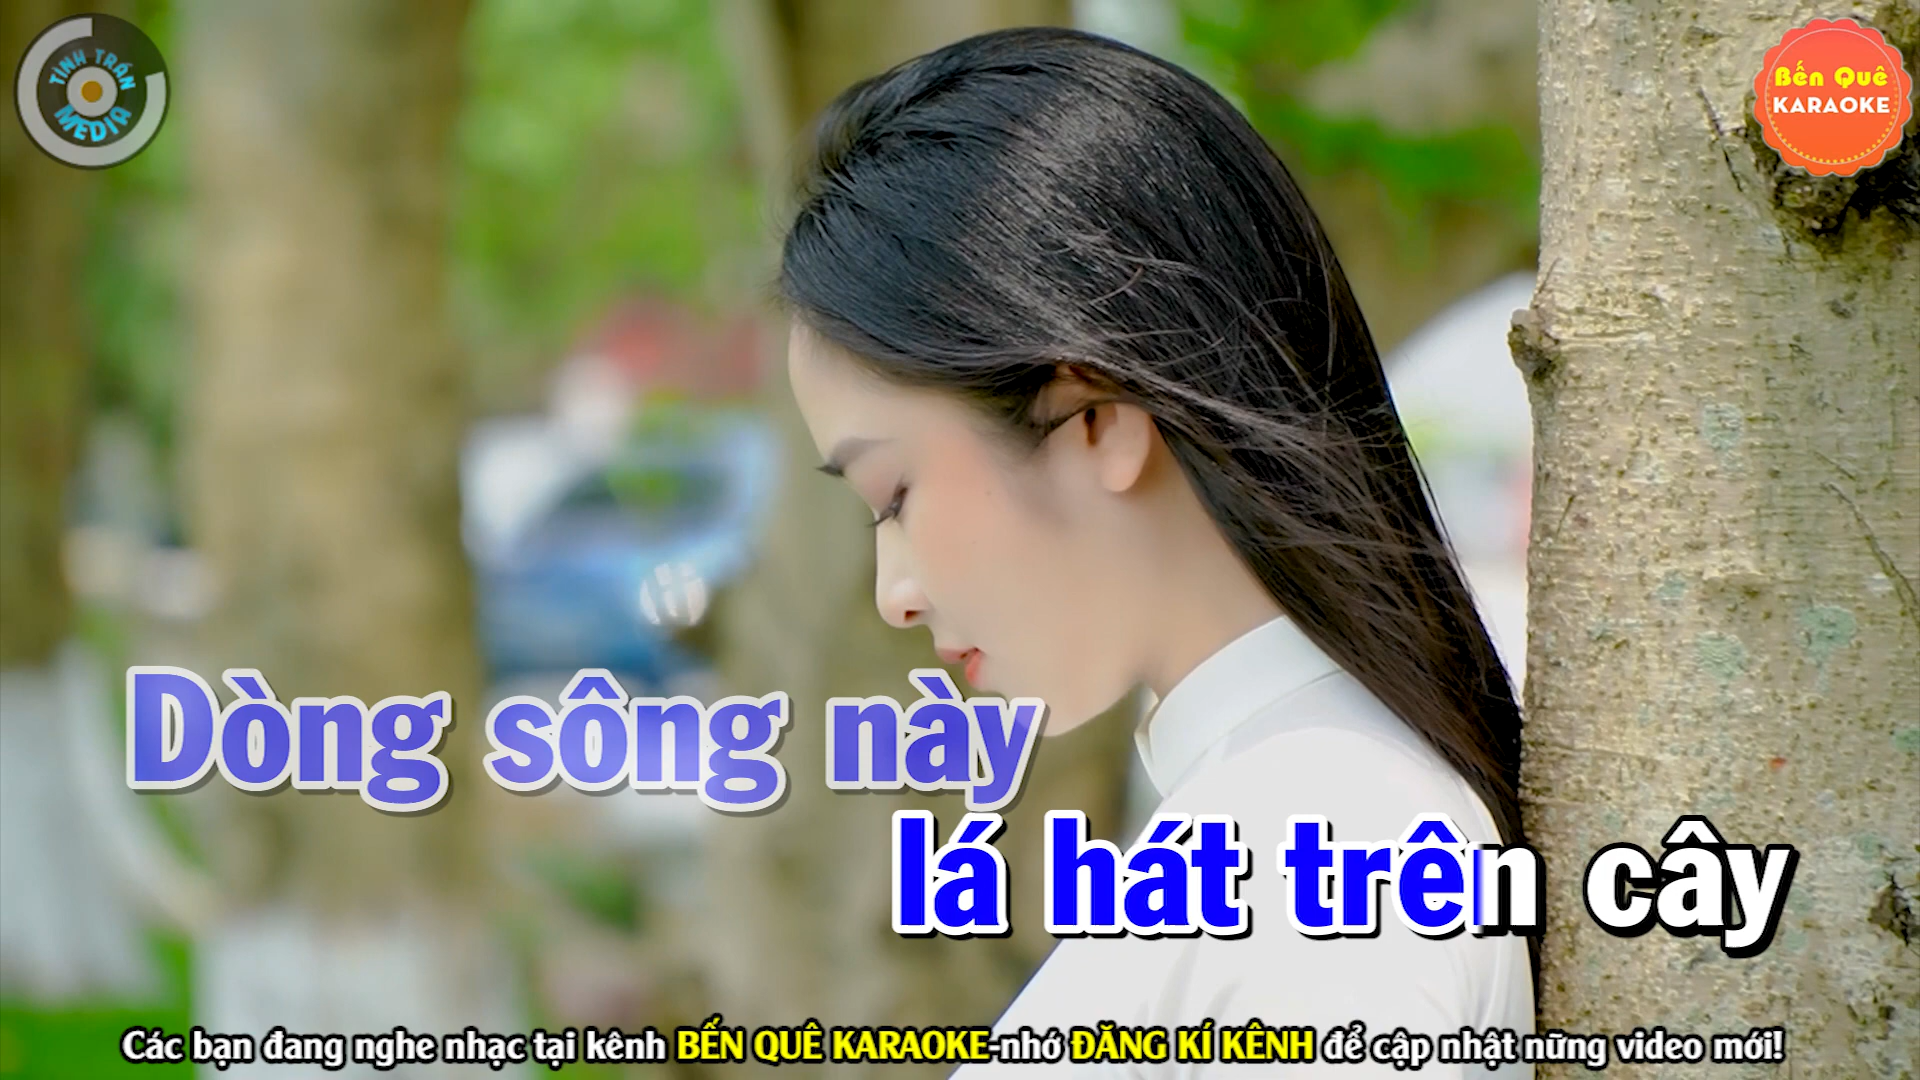 TÌNH TRẦN
MEDIA
Bến Quê
KARAOKE
Dòng sông này
lá hát trên cây
Các bạn đang nghe nhạc tại kênh BẾN QUÊ KARAOKE-nhớ ĐĂNG KÍ KÊNH để cập nhật nững video mới!